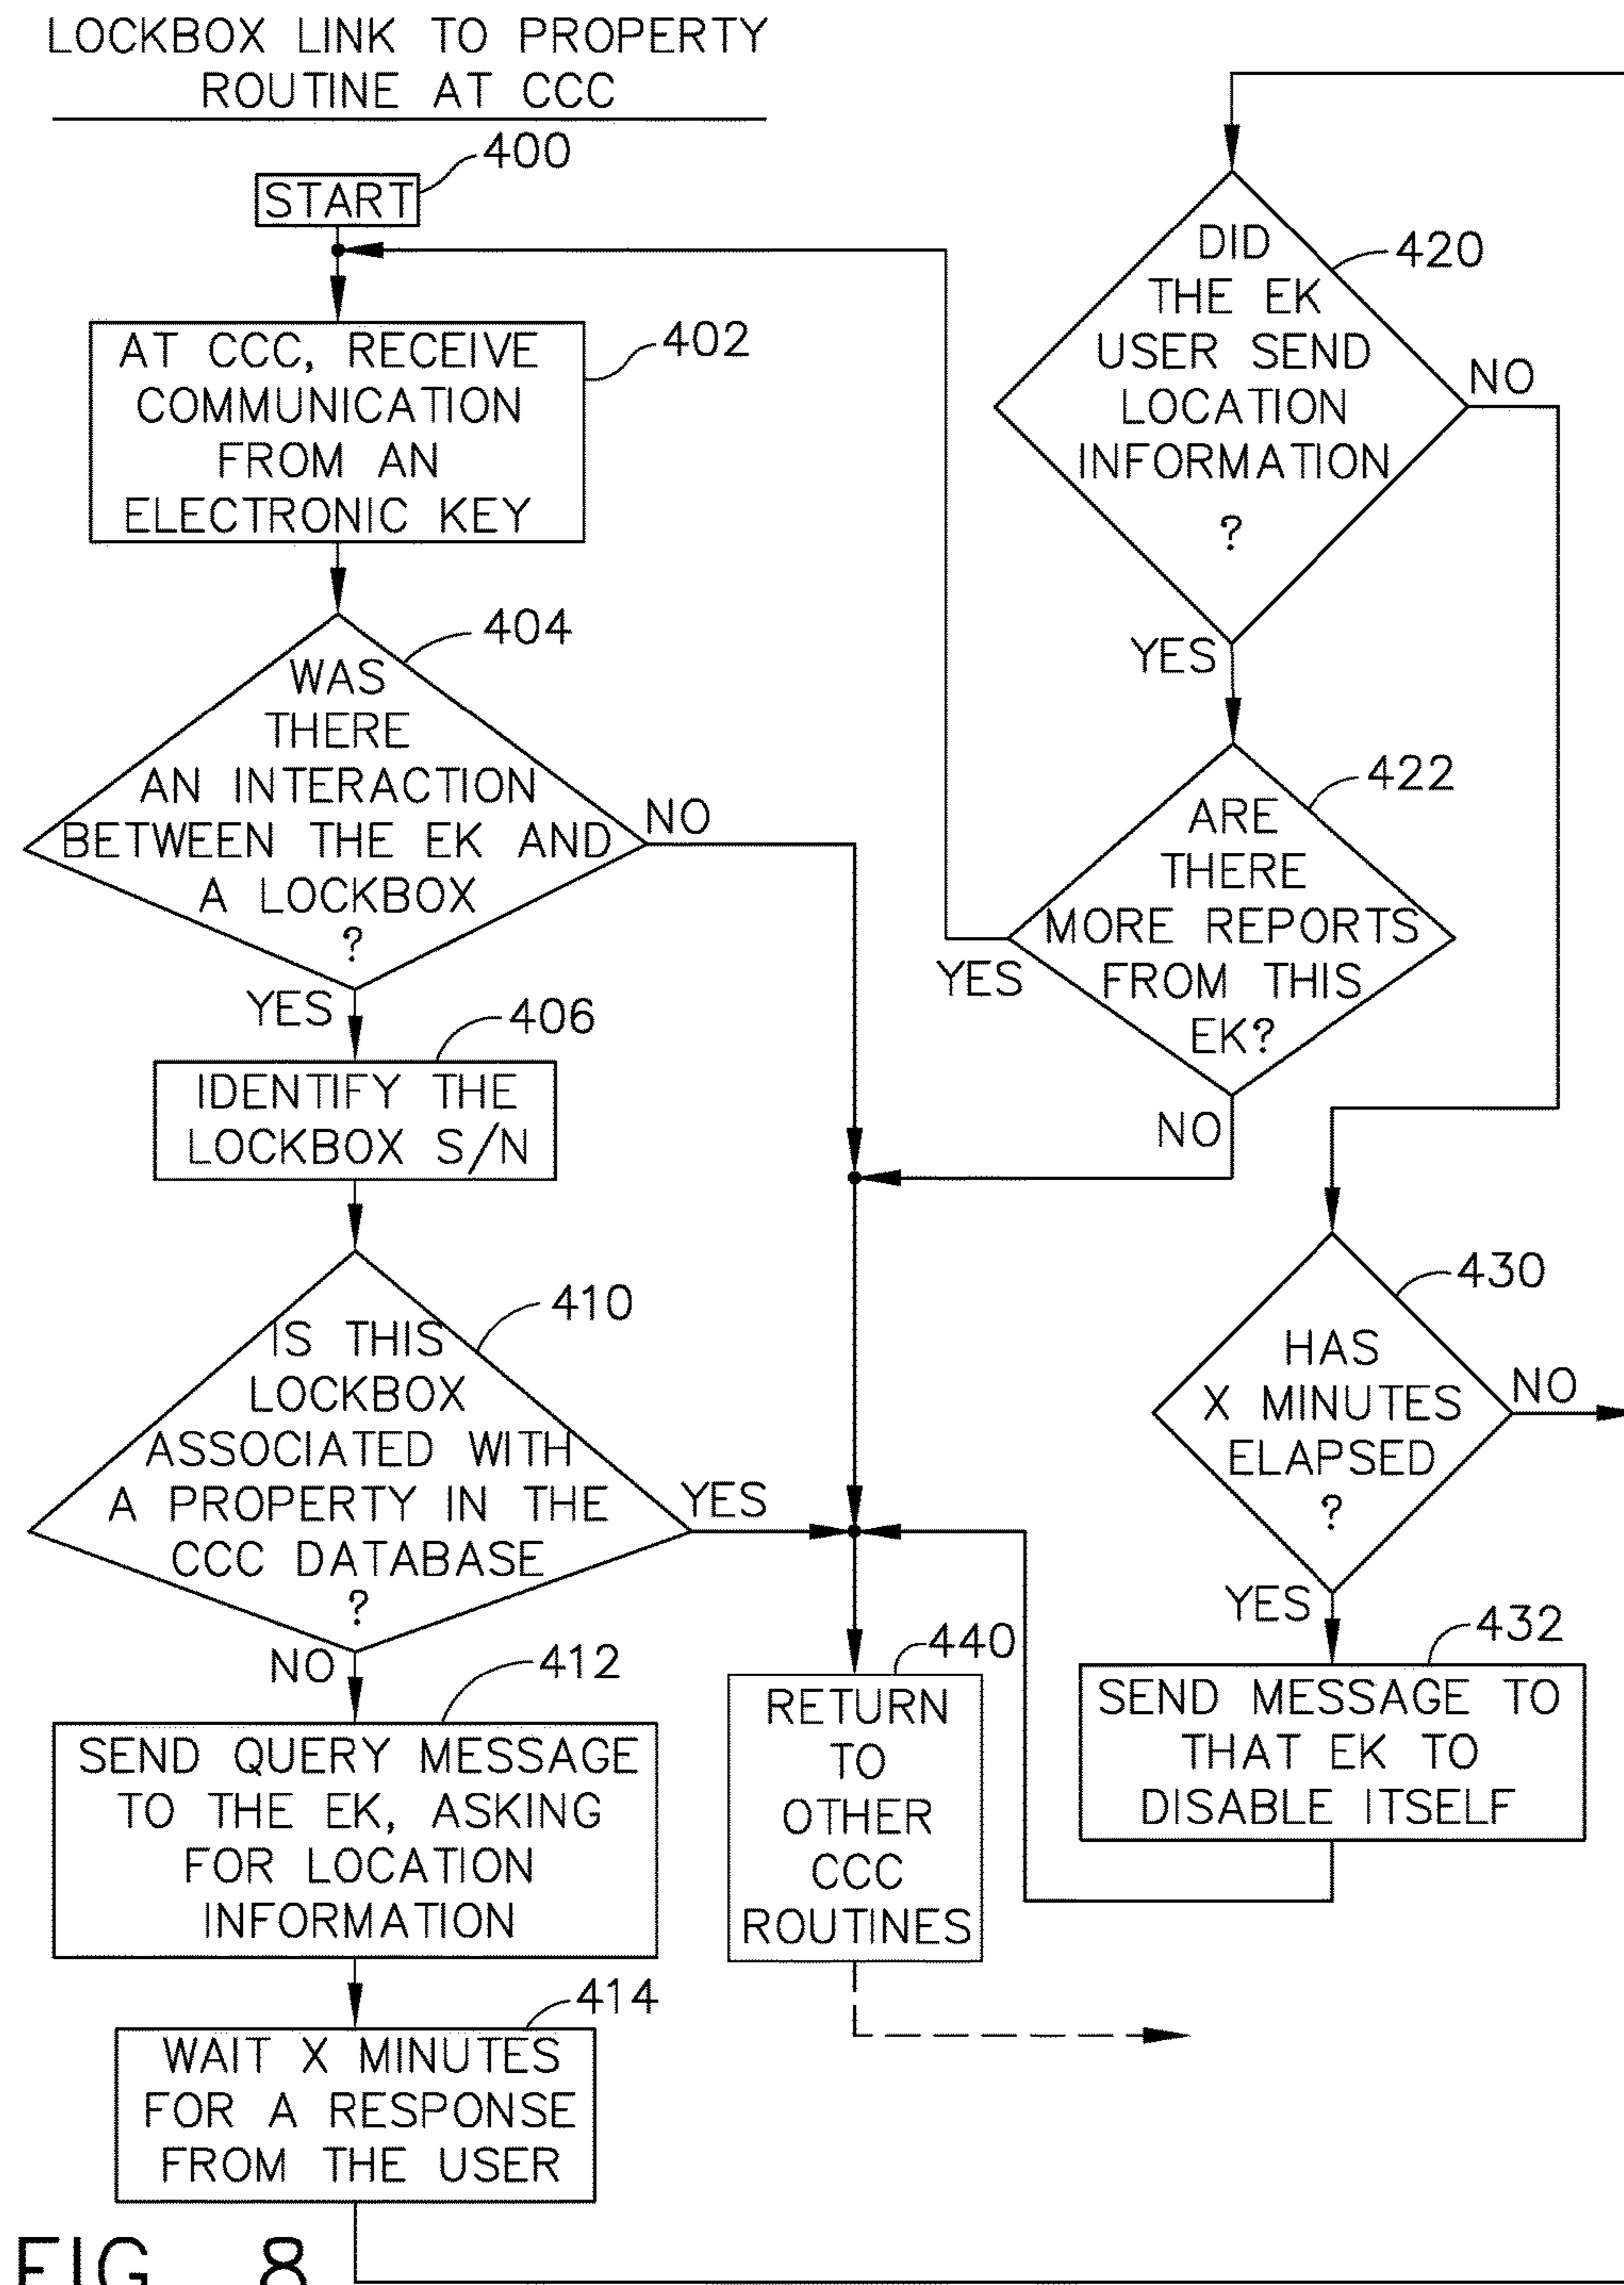 LOCKBOX LINK TO PROPERTY
ROUTINE AT CCC
400
START
402
AT CCC, RECEIVE
COMMUNICATION
FROM AN
ELECTRONIC KEY
404
WAS
THERE
AN INTERACTION
BETWEEN THE EK AND
A LOCKBOX
?
NO
YES
406
IDENTIFY THE
LOCKBOX S/N
410
IS THIS
LOCKBOX
ASSOCIATED WITH
A PROPERTY IN THE
CCC DATABASE
?
YES
NO
412
SEND QUERY MESSAGE
TO THE EK, ASKING
FOR LOCATION
INFORMATION
414
WAIT X MINUTES
FOR A RESPONSE
FROM THE USER
420
DID
THE EK
USER SEND
LOCATION
INFORMATION
?
NO
YES
422
ARE
THERE
MORE REPORTS
FROM THIS
EK?
YES
NO
430
HAS
X MINUTES
ELAPSED
?
NO
YES
432
SEND MESSAGE TO
THAT EK TO
DISABLE ITSELF
440
RETURN
TO
OTHER
CCC
ROUTINES
FIG. 8